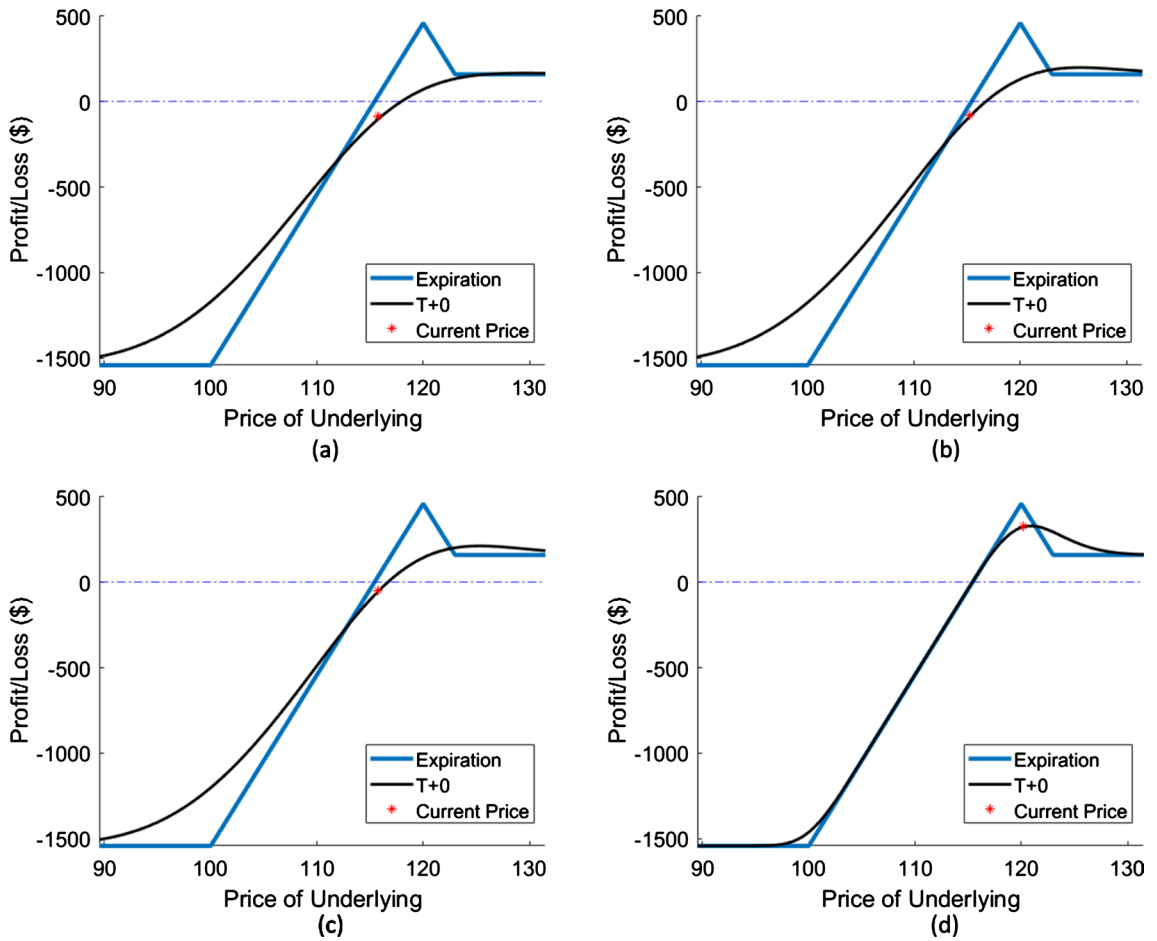 500
0
-500
-1000
-1500
Profit/Loss ($)
Expiration
T+0
Current Price
90 100 110 120 130
Price of Underlying
(a)
500
0
-500
-1000
-1500
Profit/Loss ($)
Expiration
T+0
Current Price
90 100 110 120 130
Price of Underlying
(b)
500
0
-500
-1000
-1500
Profit/Loss ($)
Expiration
T+0
Current Price
90 100 110 120 130
Price of Underlying
(c)
500
0
-500
-1000
-1500
Profit/Loss ($)
Expiration
T+0
Current Price
90 100 110 120 130
Price of Underlying
(d)